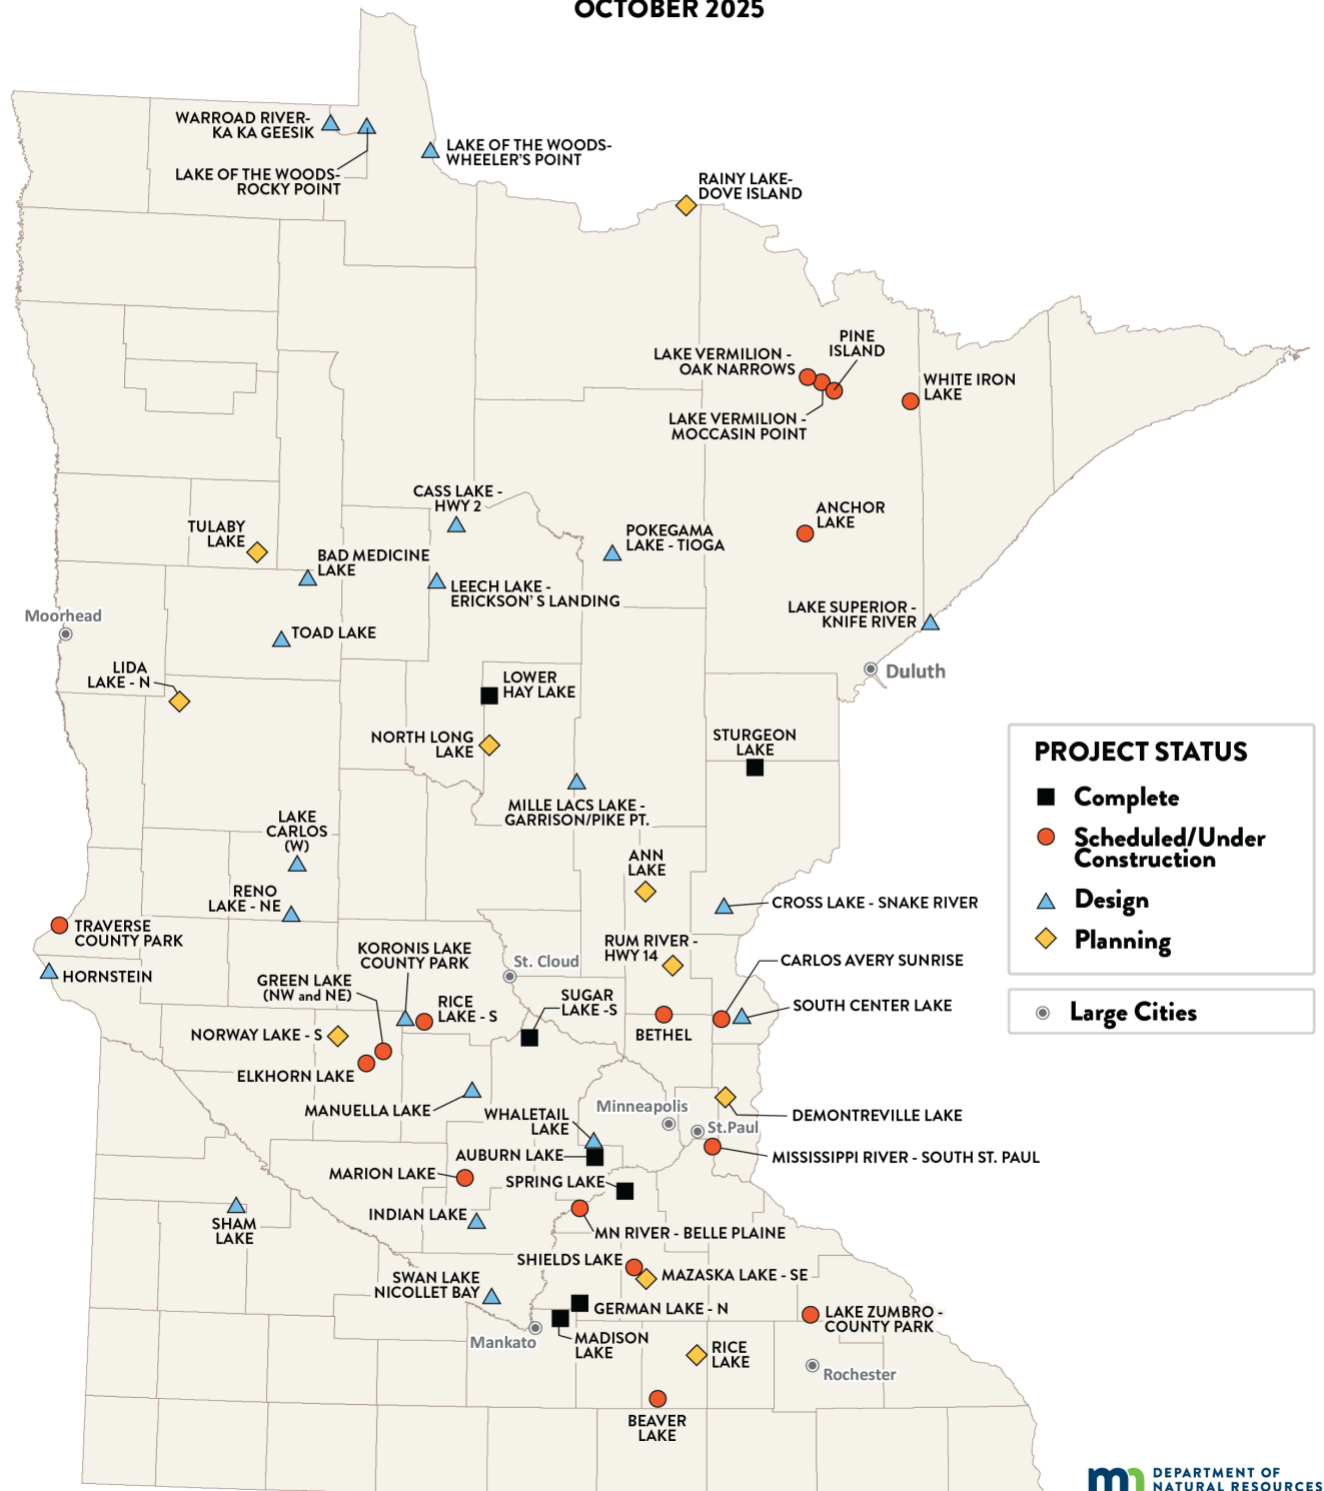 OCTOBER 2025
WARROAD RIVER-
KA KA GEESIK
LAKE OF THE WOODS-
ROCKY POINT
LAKE OF THE WOODS-
WHEELER'S POINT
RAINY LAKE-
DOVE ISLAND
PINE
ISLAND
LAKE VERMILION -
OAK NARROWS
WHITE IRON
LAKE
LAKE VERMILION -
MOCCASIN POINT
CASS LAKE -
HWY 2
ANCHOR
LAKE
TULABY
LAKE
POKEGAMA
LAKE - TIOGA
BAD MEDICINE
LAKE
LEECH LAKE -
ERICKSON' S LANDING
LAKE SUPERIOR -
KNIFE RIVER
Moorhead
TOAD LAKE
LIDA
LAKE - N
Duluth
LOWER
HAY LAKE
NORTH LONG
LAKE
STURGEON
LAKE
PROJECT STATUS
Complete
Scheduled/Under
Construction
Design
Planning
Large Cities
MILLE LACS LAKE -
GARRISON/PIKE PT.
LAKE
CARLOS
(W)
ANN
LAKE
RENO
LAKE - NE
CROSS LAKE - SNAKE RIVER
TRAVERSE
COUNTY PARK
KORONIS LAKE
COUNTY PARK
RUM RIVER -
HWY 14
CARLOS AVERY SUNRISE
St. Cloud
HORNSTEIN
GREEN LAKE
(NW and NE)
RICE
LAKE - S
SUGAR
LAKE -S
SOUTH CENTER LAKE
NORWAY LAKE - S
BETHEL
ELKHORN LAKE
MANUELLA LAKE
Minneapolis
WHALETAIL
LAKE
DEMONTREVILLE LAKE
St.Paul
AUBURN LAKE
MISSISSIPPI RIVER - SOUTH ST. PAUL
MARION LAKE
SPRING LAKE
INDIAN LAKE
SHAM
LAKE
MN RIVER - BELLE PLAINE
SHIELDS LAKE
MAZASKA LAKE - SE
SWAN LAKE
NICOLLET BAY
GERMAN LAKE - N
LAKE ZUMBRO -
COUNTY PARK
Mankato
MADISON
LAKE
RICE
LAKE
Rochester
BEAVER
LAKE
mn
DEPARTMENT OF
NATURAL RESOURCES